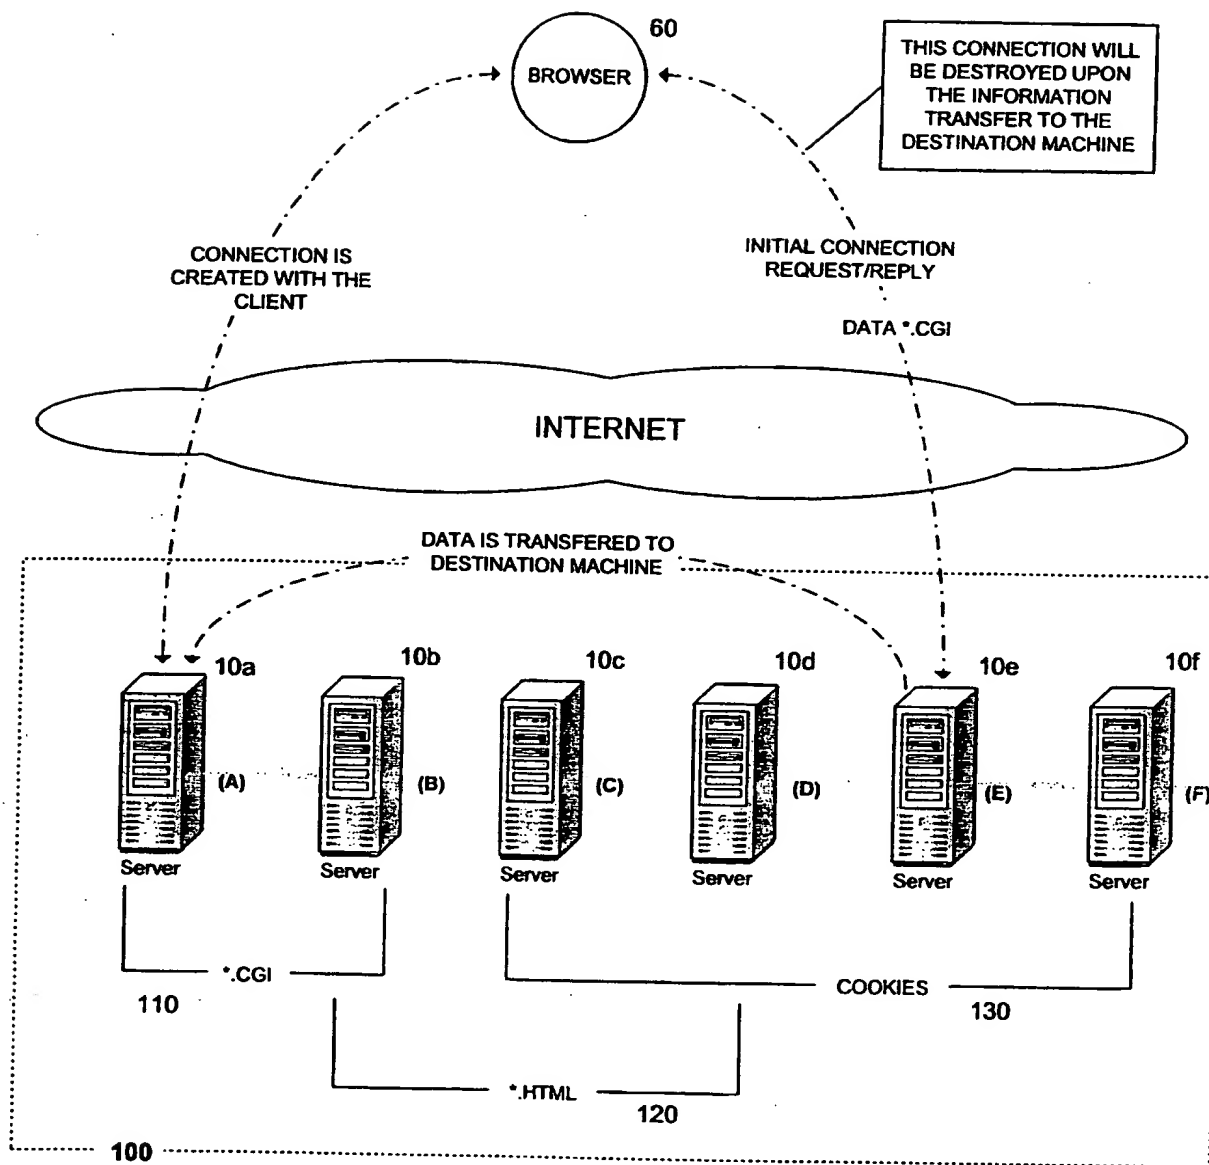 60
BROWSER
THIS CONNECTION WILL
BE DESTROYED UPON
THE INFORMATION
TRANSFER TO THE
DESTINATION MACHINE
CONNECTION IS
CREATED WITH THE
CLIENT
INITIAL CONNECTION
REQUEST/REPLY
DATA *.CGI
INTERNET
DATA IS TRANSFERED TO
DESTINATION MACHINE
10a
10b
10c
10d
10e
10f
(A)
(B)
(C)
(D)
(E)
(F)
Server
Server
Server
Server
Server
Server
*.CGI
110
COOKIES
130
*.HTML
120
100